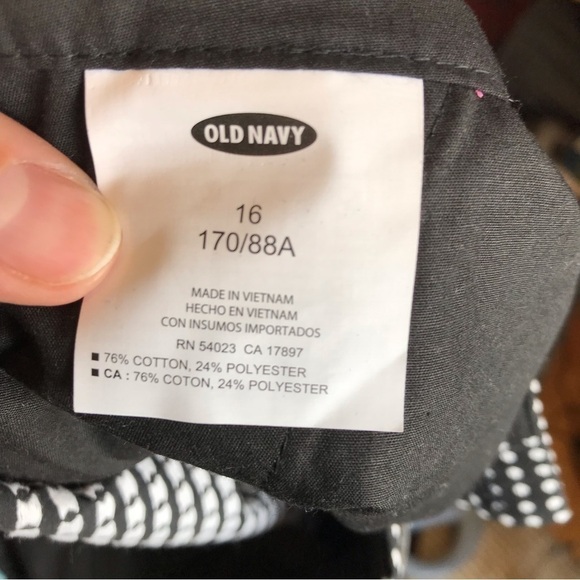 OLD NAVY
16
170/88A
MADE IN VIETNAM
HECHO EN VIETNAM
CON INSUMOS IMPORTADOS
RN 54023 CA 17897
■ 76% COTTON, 24% POLYESTER
■ CA : 76% COTON, 24% POLYESTER